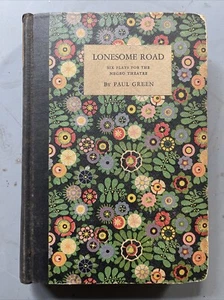 LONESOME ROAD
SIX PLAYS FOR THE
NEGRO THEATRE
BY PAUL GREEN